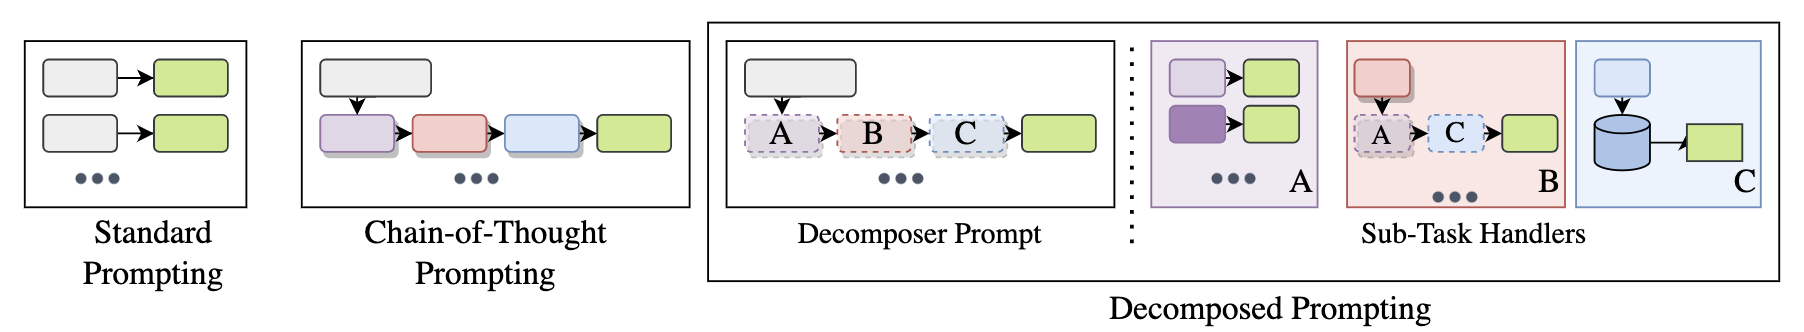 Standard
Prompting
Chain-of-Thought
Prompting
A B C
Decomposer Prompt
A
A C
B
C
Sub-Task Handlers
Decomposed Prompting